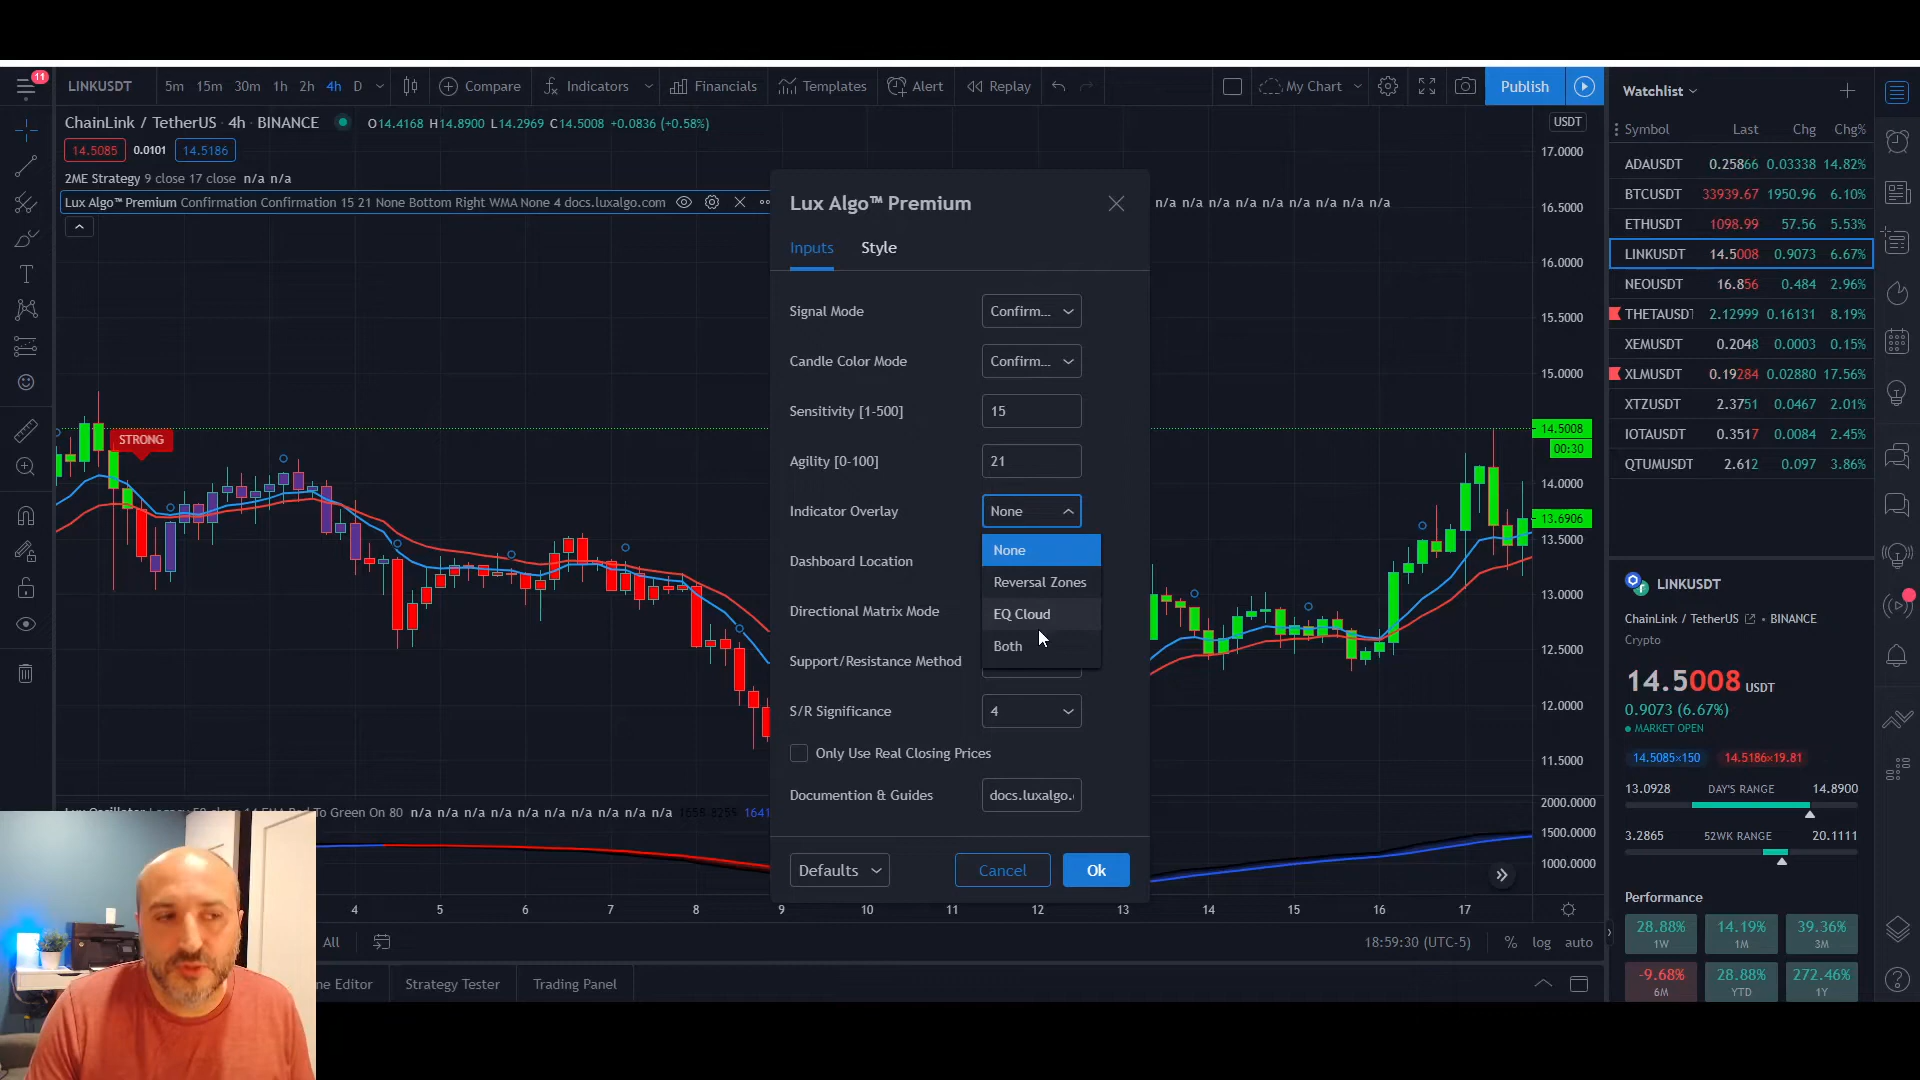 11
LINKUSDT 5m 15m 30m 1h 2h 4h D Compare Indicators Financials Templates Alert Replay My Chart Publish
ChainLink / TetherUS · 4h · BINANCE O14.4168 H14.8900 L14.2969 C14.5008 +0.0836 (+0.58%) USDT
14.5085 0.0101 14.5186
2ME Strategy 9 close 17 close n/a n/a
Lux Algo™ Premium Confirmation Confirmation 15 21 None Bottom Right WMA None 4 docs.luxalgo.com
n/a n/a n/a n/a n/a n/a n/a n/a n/a
STRONG
17.0000
16.5000
16.0000
15.5000
15.0000
14.5008
00:30
14.0000
13.6906
13.5000
13.0000
12.5000
12.0000
11.5000
2000.0000
1500.0000
1000.0000
Lux Algo™ Premium
Inputs Style
Signal Mode Confirm...
Candle Color Mode Confirm...
Sensitivity [1-500] 15
Agility [0-100] 21
Indicator Overlay None
None
Reversal Zones
EQ Cloud
Both
Dashboard Location
Directional Matrix Mode
Support/Resistance Method
S/R Significance 4
Only Use Real Closing Prices
Documention & Guides docs.luxalgo.
Defaults Cancel Ok
Lux Oscillator Legacy 50 close 14 EMA Red To Green On 80 n/a n/a n/a n/a n/a n/a n/a n/a n/a n/a
4 5 6 7 8 9 10 11 12 13 14 15 16 17
All 18:59:30 (UTC-5) % log auto
ne Editor Strategy Tester Trading Panel
Watchlist
Symbol Last Chg Chg%
ADAUSDT 0.25866 0.03338 14.82%
BTCUSDT 33939.67 1950.96 6.10%
ETHUSDT 1098.99 57.56 5.53%
LINKUSDT 14.5008 0.9073 6.67%
NEOUSDT 16.856 0.484 2.96%
THETAUSDT 2.12999 0.16131 8.19%
XEMUSDT 0.2048 0.0003 0.15%
XLMUSDT 0.19284 0.02880 17.56%
XTZUSDT 2.3751 0.0467 2.01%
IOTAUSDT 0.3517 0.0084 2.45%
QTUMUSDT 2.612 0.097 3.86%
LINKUSDT
ChainLink / TetherUS • BINANCE
Crypto
14.5008 USDT
0.9073 (6.67%)
MARKET OPEN
14.5085×150 14.5186×19.81
13.0928 DAY'S RANGE 14.8900
3.2865 52WK RANGE 20.1111
Performance
28.88% 14.19% 39.36%
1W 1M 3M
-9.68% 28.88% 272.46%
6M YTD 1Y